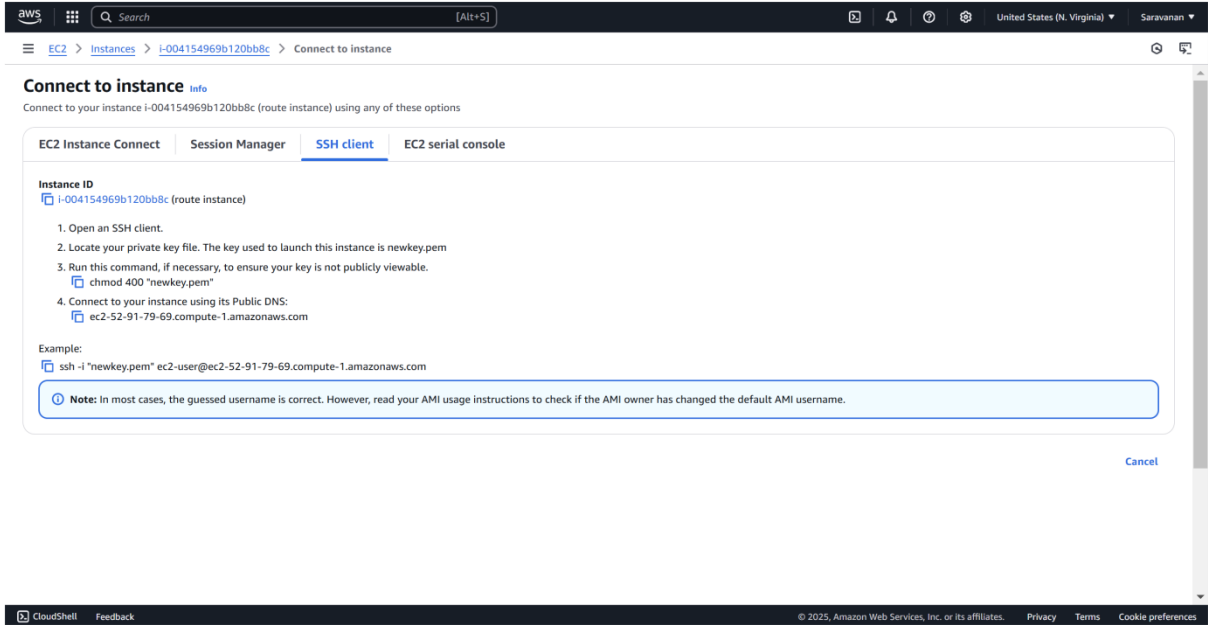 aws
Search [Alt+S] United States (N. Virginia) Saravanan
EC2 > Instances > i-004154969b120bb8c > Connect to instance
Connect to instance Info
Connect to your instance i-004154969b120bb8c (route instance) using any of these options
EC2 Instance Connect Session Manager SSH client EC2 serial console
Instance ID
i-004154969b120bb8c (route instance)
1. Open an SSH client.
2. Locate your private key file. The key used to launch this instance is newkey.pem
3. Run this command, if necessary, to ensure your key is not publicly viewable.
chmod 400 "newkey.pem"
4. Connect to your instance using its Public DNS:
ec2-52-91-79-69.compute-1.amazonaws.com
Example:
ssh -i "newkey.pem" ec2-user@ec2-52-91-79-69.compute-1.amazonaws.com
Note: In most cases, the guessed username is correct. However, read your AMI usage instructions to check if the AMI owner has changed the default AMI username.
Cancel
CloudShell Feedback © 2025, Amazon Web Services, Inc. or its affiliates. Privacy Terms Cookie preferences